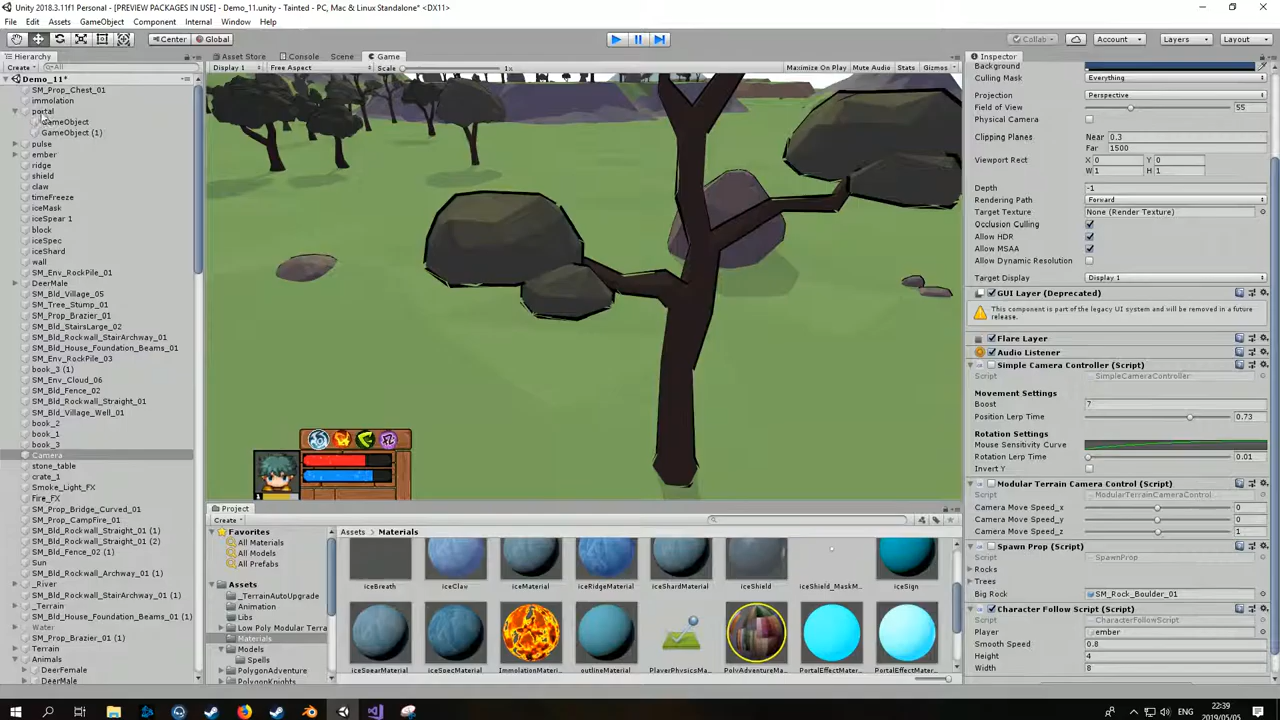 Unity 2018.3.11f1 Personal - [PREVIEW PACKAGES IN USE] - Demo_11.unity - Tainted - PC, Mac & Linux Standalone* <DX11>
File Edit Assets GameObject Component Internal Window Help
Center Global Collab Account Layers Layout
Hierarchy Asset Store Console Scene Game Inspector
Create All Display 1 Free Aspect Scale 1x Maximize On Play Mute Audio Stats Gizmos
Demo_11*
SM_Prop_Chest_01
immolation
portal
GameObject
GameObject (1)
pulse
ember
ridge
shield
claw
timeFreeze
iceMask
iceSpear 1
block
iceSpec
iceShard
wall
SM_Env_RockPile_01
DeerMale
SM_Bld_Village_05
SM_Tree_Stump_01
SM_Prop_Brazier_01
SM_Bld_StairsLarge_02
SM_Bld_Rockwall_StairArchway_01
SM_Bld_House_Foundation_Beams_01
SM_Env_RockPile_03
book_3 (1)
SM_Env_Cloud_06
SM_Bld_Fence_02
SM_Bld_Rockwall_Straight_01
SM_Bld_Village_Well_01
book_2
book_1
book_3
Camera
stone_table
crate_1
Smoke_Light_FX
Fire_FX
SM_Prop_Bridge_Curved_01
SM_Prop_CampFire_01
SM_Bld_Rockwall_Straight_01 (1)
SM_Bld_Rockwall_Straight_01 (2)
SM_Bld_Fence_02 (1)
Sun
SM_Bld_Rockwall_Archway_01 (1)
_River
SM_Bld_Rockwall_StairArchway_01 (1)
_Terrain
SM_Bld_House_Foundation_Beams_01 (1)
Water
SM_Prop_Brazier_01 (1)
Terrain
Animals
DeerFemale
DeerMale
1
Project
Create
Favorites
All Materials
All Models
All Prefabs
Assets
_TerrainAutoUpgrade
Animation
Libs
Low Poly Modular Terra
Materials
Models
Spells
PolygonAdventure
PolygonKnights
Assets Materials
iceBreath iceClaw iceMaterial iceRidgeMaterial iceShardMaterial iceShield iceShield_MaskM... iceSign
iceSpearMaterial iceSpecMaterial ImmolationMateri... outlineMaterial PlayerPhysicsMa... PolyAdventureMa... PortalEffectMater... PortalEffectMater...
Background
Culling Mask Everything
Projection Perspective
Field of View 55
Physical Camera
Clipping Planes Near 0.3
Far 1500
Viewport Rect X 0 Y 0
W 1 H 1
Depth -1
Rendering Path Forward
Target Texture None (Render Texture)
Occlusion Culling
Allow HDR
Allow MSAA
Allow Dynamic Resolution
Target Display Display 1
GUI Layer (Deprecated)
This component is part of the legacy UI system and will be removed in a future
release.
Flare Layer
Audio Listener
Simple Camera Controller (Script)
Script SimpleCameraController
Movement Settings
Boost 7
Position Lerp Time 0.73
Rotation Settings
Mouse Sensitivity Curve
Rotation Lerp Time 0.01
Invert Y
Modular Terrain Camera Control (Script)
Script ModularTerrainCameraControl
Camera Move Speed_x 0
Camera Move Speed_y 0
Camera Move Speed_z 1
Spawn Prop (Script)
Script SpawnProp
Rocks
Trees
Big Rock SM_Rock_Boulder_01
Character Follow Script (Script)
Script CharacterFollowScript
Player ember
Smooth Speed 0.8
Height 4
Width 8
ENG 22:39
2019/05/05